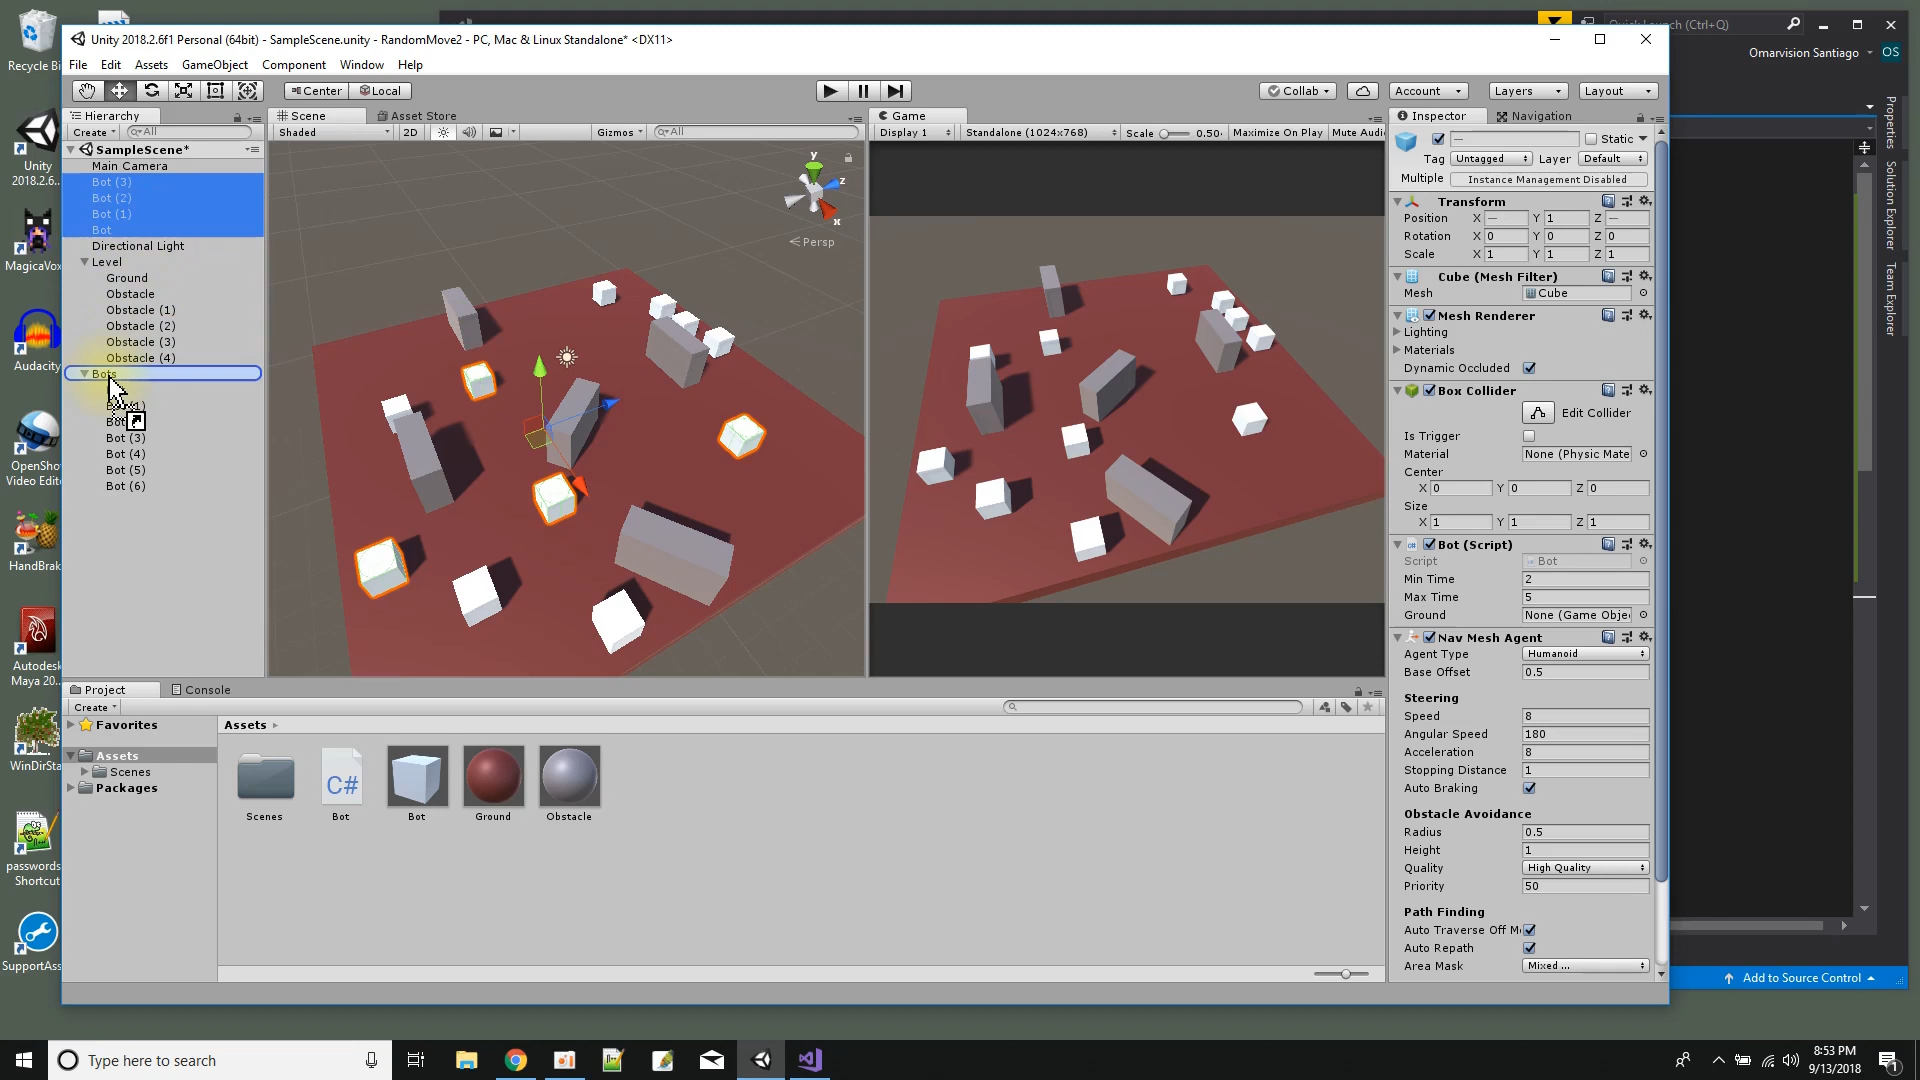 Recycle Bi
Quick Launch (Ctrl+Q)
Unity 2018.2.6f1 Personal (64bit) - SampleScene.unity - RandomMove2 - PC, Mac & Linux Standalone* <DX11>
Omarvision Santiago
OS
File Edit Assets GameObject Component Window Help
Center Local
Collab Account Layers Layout
Hierarchy
Scene Asset Store
Game
Inspector Navigation
Create All
Shaded 2D Gizmos All
Display 1 Standalone (1024x768) Scale 0.50 Maximize On Play Mute Audi
Static
SampleScene*
Main Camera
Bot (3)
Bot (2)
Bot (1)
Bot
Directional Light
Level
Ground
Obstacle
Obstacle (1)
Obstacle (2)
Obstacle (3)
Obstacle (4)
Bots
Bot (3)
Bot (4)
Bot (5)
Bot (6)
y
z
x
Persp
Tag Untagged Layer Default
Multiple Instance Management Disabled
Transform
Position X — Y 1 Z —
Rotation X 0 Y 0 Z 0
Scale X 1 Y 1 Z 1
Cube (Mesh Filter)
Mesh Cube
Mesh Renderer
Lighting
Materials
Dynamic Occluded
Box Collider
Edit Collider
Is Trigger
Material None (Physic Mate
Center
X 0 Y 0 Z 0
Size
X 1 Y 1 Z 1
Bot (Script)
Script Bot
Min Time 2
Max Time 5
Ground None (Game Obje
Nav Mesh Agent
Agent Type Humanoid
Base Offset 0.5
Steering
Speed 8
Angular Speed 180
Acceleration 8
Stopping Distance 1
Auto Braking
Obstacle Avoidance
Radius 0.5
Height 1
Quality High Quality
Priority 50
Path Finding
Auto Traverse Off M
Auto Repath
Area Mask Mixed ...
Properties
Solution Explorer
Team Explorer
Project Console
Create
Favorites
Assets
Scenes
Packages
Assets
C#
Scenes
Bot
Bot
Ground
Obstacle
Unity
2018.2.6...
MagicaVox
Audacity
OpenShot
Video Edit
HandBrak
Autodesk
Maya 20...
WinDirSta
passwords
Shortcut
SupportAss
Add to Source Control
Type here to search
8:53 PM
9/13/2018
1